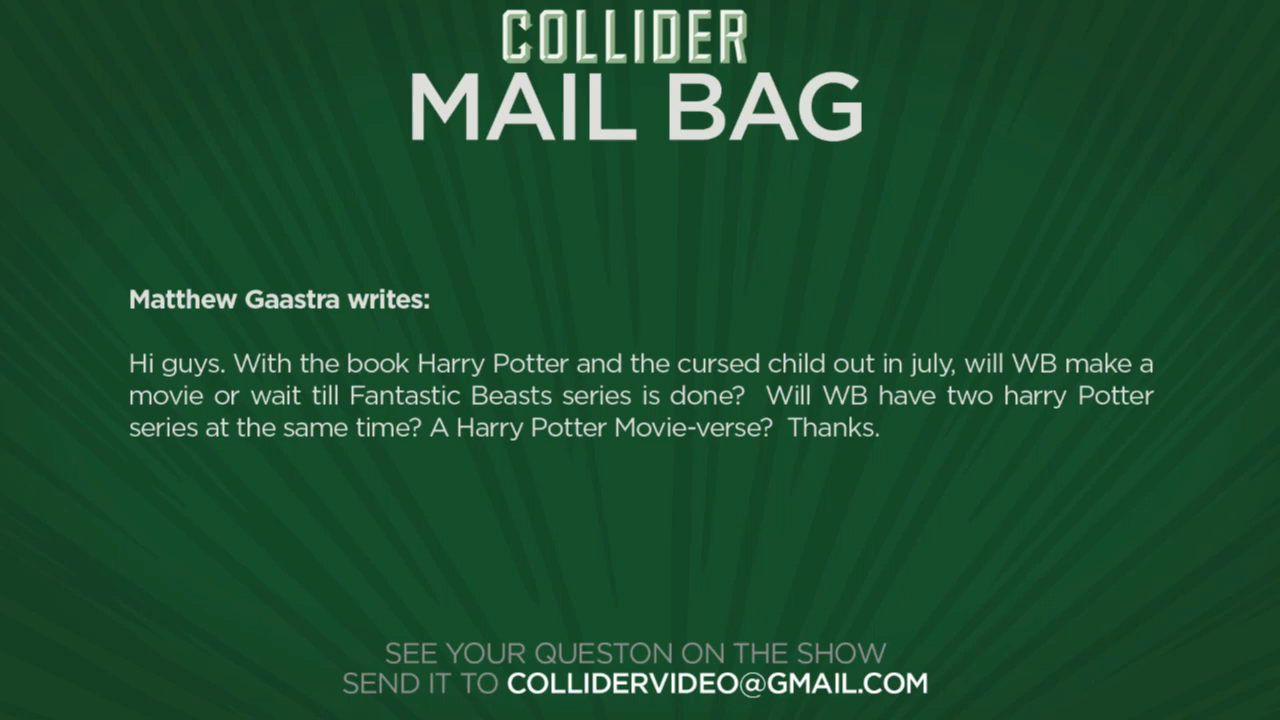 COLLIDER
MAIL BAG
Matthew Gaastra writes:
Hi guys. With the book Harry Potter and the cursed child out in july, will WB make a
movie or wait till Fantastic Beasts series is done? Will WB have two harry Potter
series at the same time? A Harry Potter Movie-verse? Thanks.
SEE YOUR QUESTON ON THE SHOW
SEND IT TO COLLIDERVIDEO@GMAIL.COM